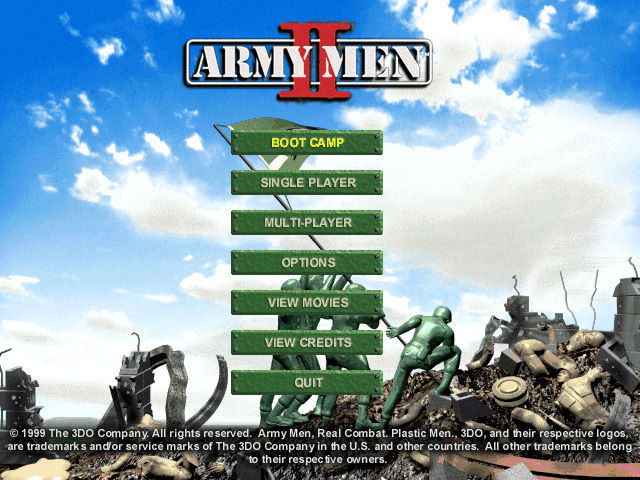 ARMY MEN II
BOOT CAMP
SINGLE PLAYER
MULTI-PLAYER
OPTIONS
VIEW MOVIES
VIEW CREDITS
QUIT
© 1999 The 3DO Company. All rights reserved. Army Men, Real Combat. Plastic Men., 3DO, and their respective logos,
are trademarks and/or service marks of The 3DO Company in the U.S. and other countries. All other trademarks belong
to their respective owners.